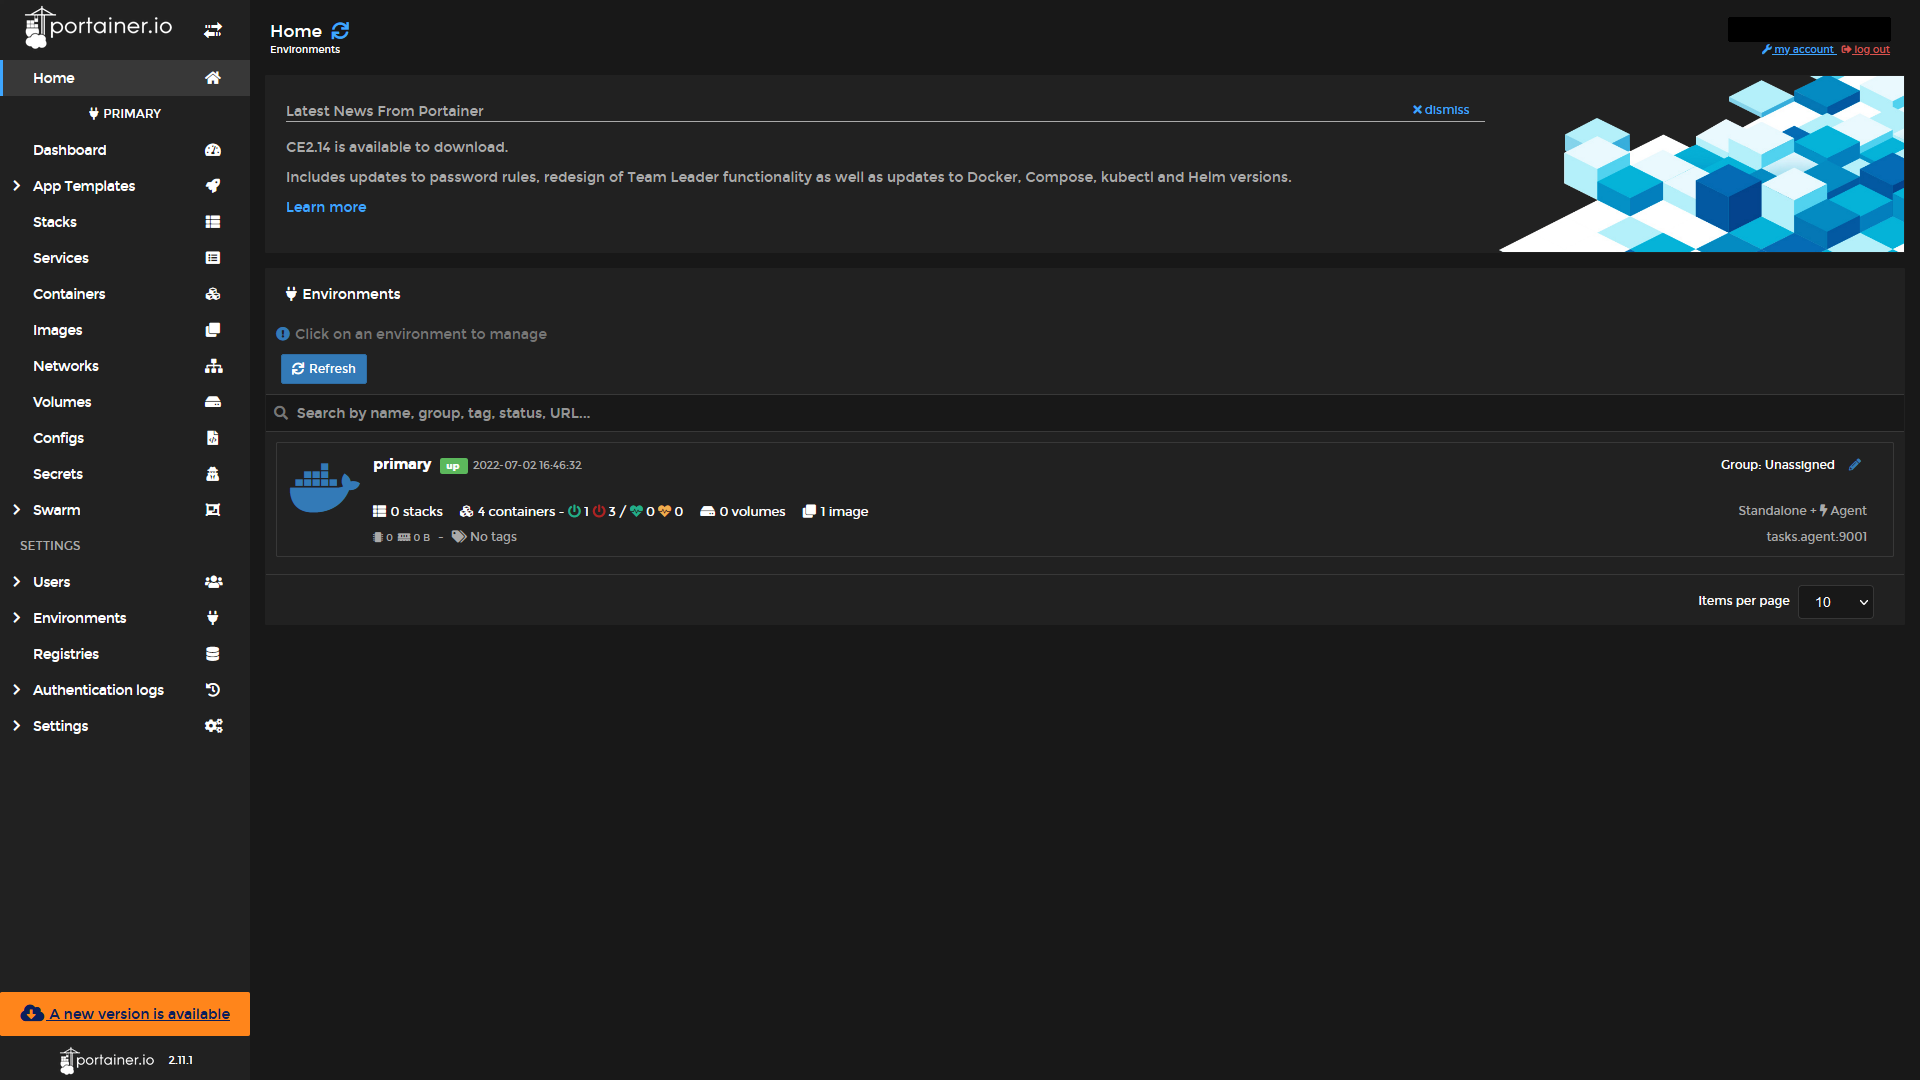 portainer.io
Home
PRIMARY
Dashboard
App Templates
Stacks
Services
Containers
Images
Networks
Volumes
Configs
Secrets
Swarm
SETTINGS
Users
Environments
Registries
Authentication logs
Settings
A new version is available
portainer.io 2.11.1
Home
Environments
my account log out
Latest News From Portainer
dismiss
CE2.14 is available to download.
Includes updates to password rules, redesign of Team Leader functionality as well as updates to Docker, Compose, kubectl and Helm versions.
Learn more
Environments
Click on an environment to manage
Refresh
Search by name, group, tag, status, URL...
primary up 2022-07-02 16:46:32
Group: Unassigned
0 stacks 4 containers - 1 3 / 0 0 0 volumes 1 image
Standalone + Agent
0 0 B - No tags
tasks.agent:9001
Items per page 10